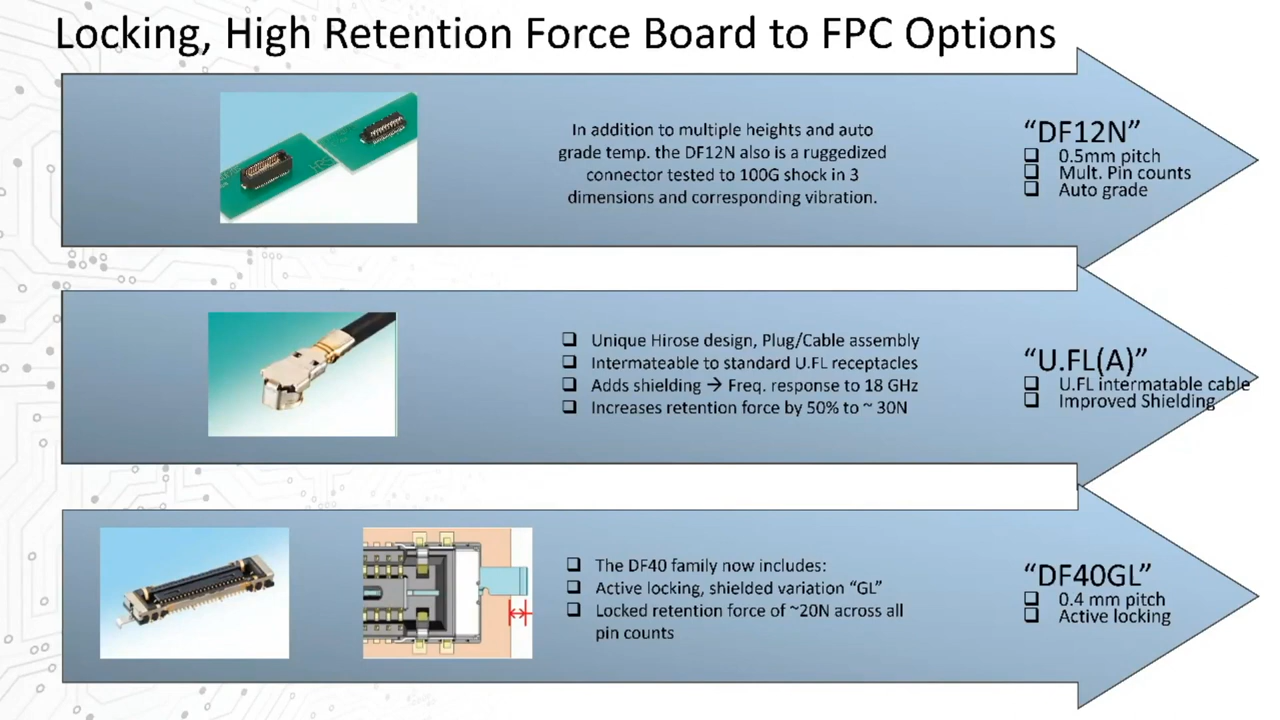 Locking, High Retention Force Board to FPC Options
In addition to multiple heights and auto
grade temp. the DF12N also is a ruggedized
connector tested to 100G shock in 3
dimensions and corresponding vibration.
“DF12N”
❑ 0.5mm pitch
❑ Mult. Pin counts
❑ Auto grade
❑ Unique Hirose design, Plug/Cable assembly
❑ Intermateable to standard U.FL receptacles
❑ Adds shielding → Freq. response to 18 GHz
❑ Increases retention force by 50% to ~ 30N
“U.FL(A)”
❑ U.FL intermatable cable
❑ Improved Shielding
❑ The DF40 family now includes:
❑ Active locking, shielded variation “GL”
❑ Locked retention force of ~20N across all
pin counts
“DF40GL”
❑ 0.4 mm pitch
❑ Active locking